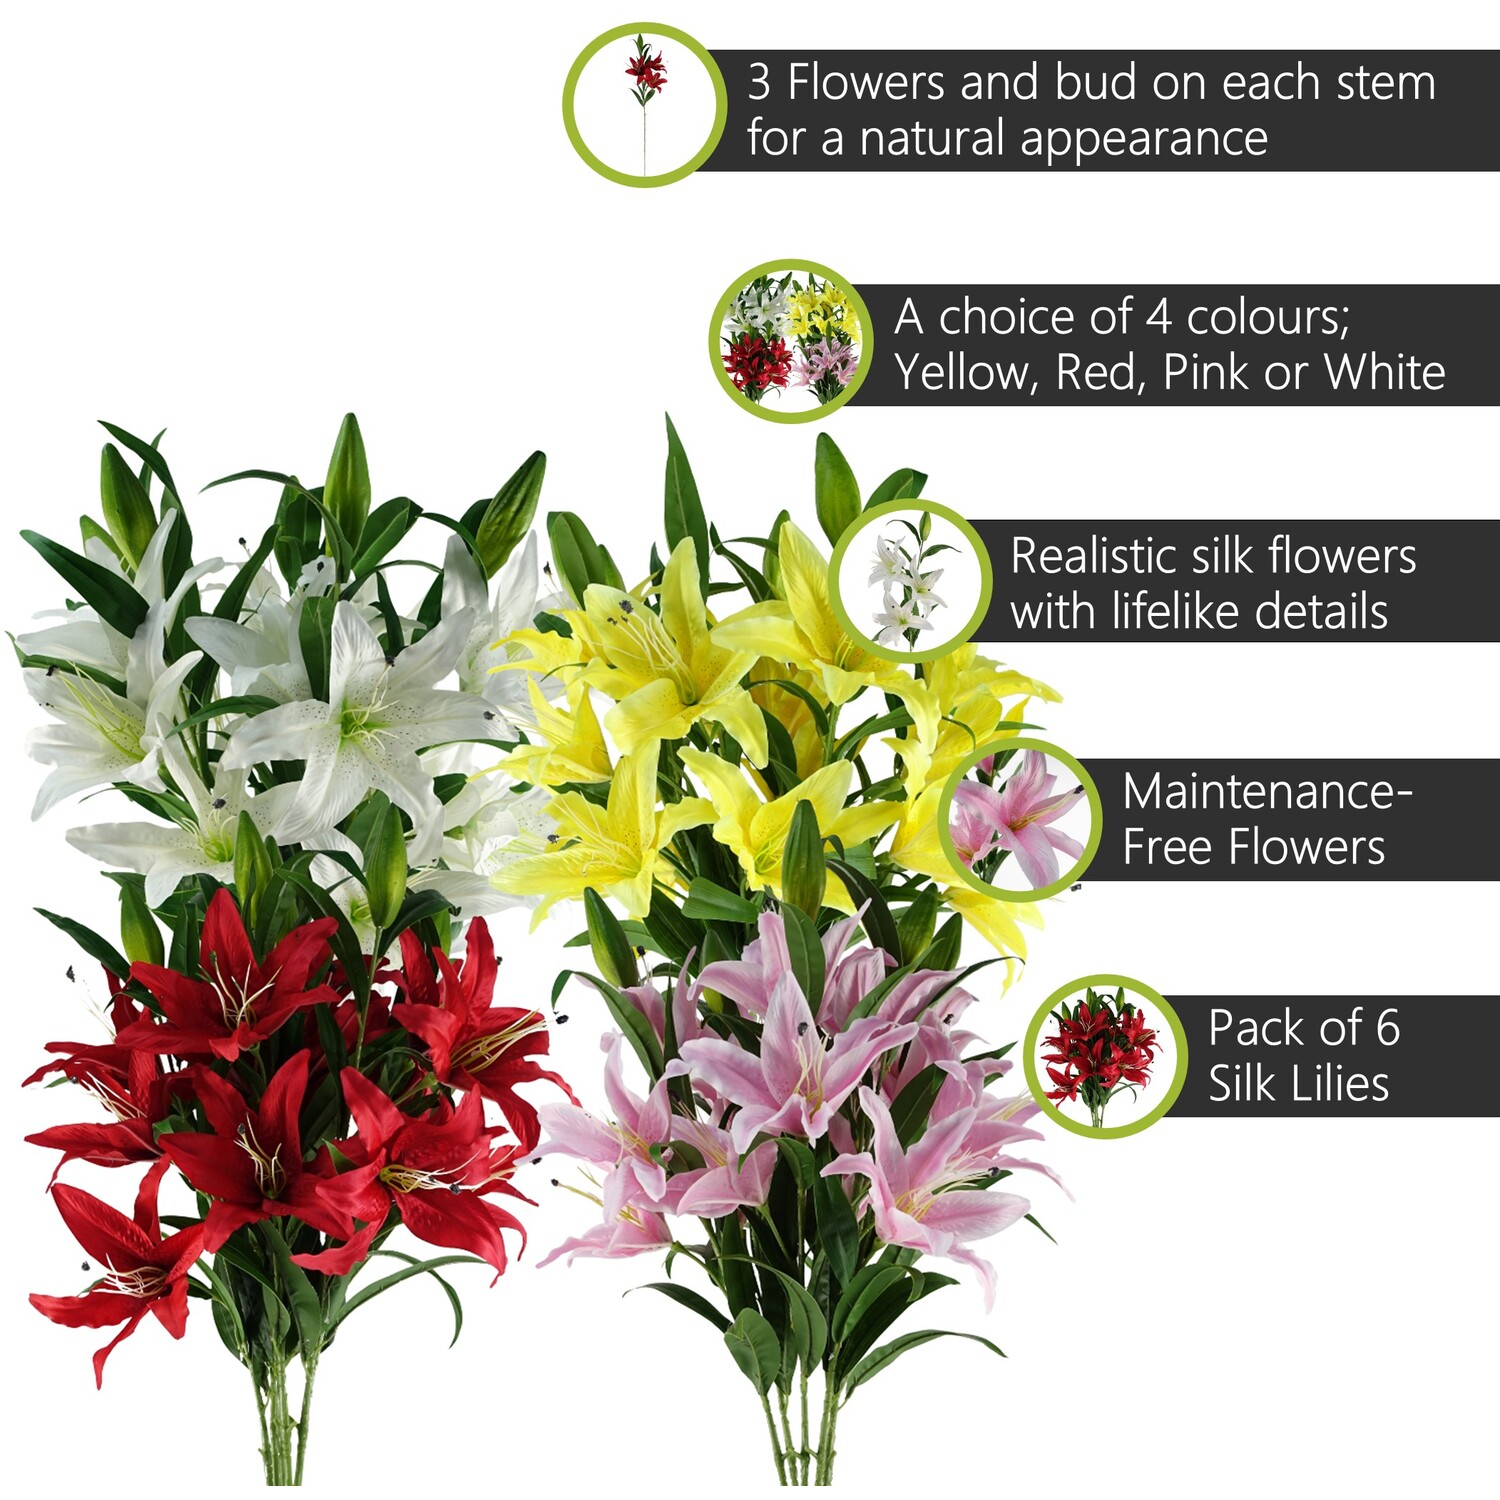 3 Flowers and bud on each stem
for a natural appearance
A choice of 4 colours;
Yellow, Red, Pink or White
Realistic silk flowers
with lifelike details
Maintenance-
Free Flowers
Pack of 6
Silk Lilies